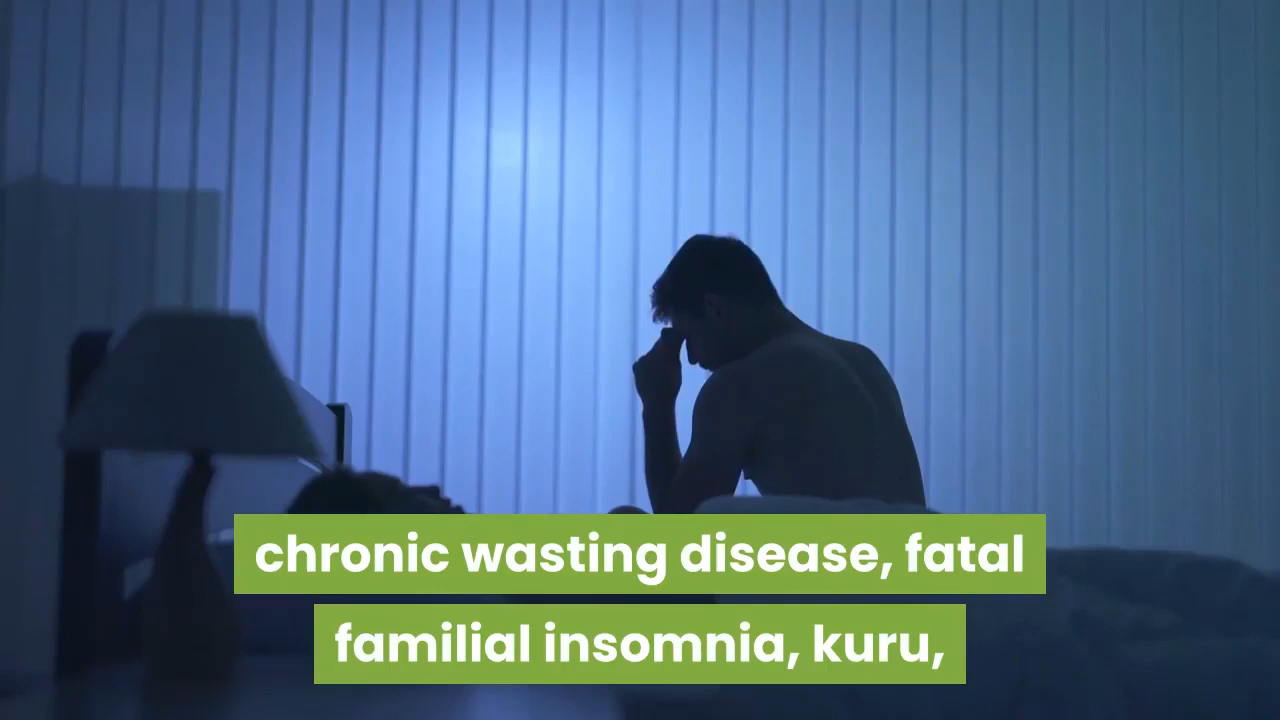 chronic wasting disease, fatal
familial insomnia, kuru,